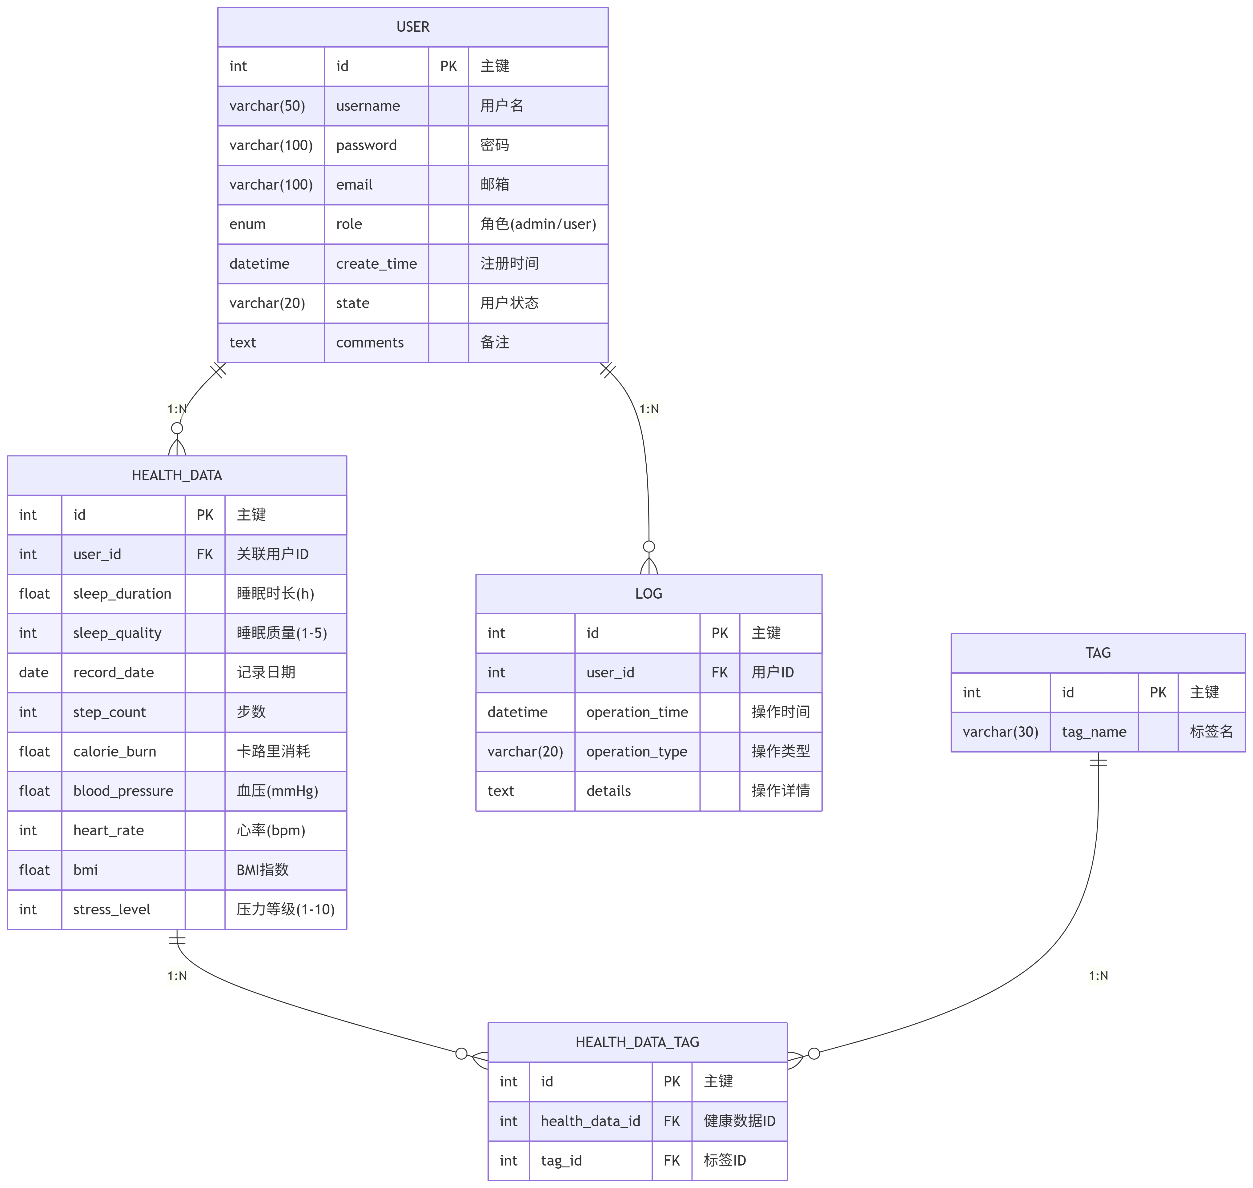 USER
int id PK 主键
varchar(50) username 用户名
varchar(100) password 密码
varchar(100) email 邮箱
enum role 角色(admin/user)
datetime create_time 注册时间
varchar(20) state 用户状态
text comments 备注
1:N
1:N
HEALTH_DATA
int id PK 主键
int user_id FK 关联用户ID
float sleep_duration 睡眠时长(h)
int sleep_quality 睡眠质量(1-5)
date record_date 记录日期
int step_count 步数
float calorie_burn 卡路里消耗
float blood_pressure 血压(mmHg)
int heart_rate 心率(bpm)
float bmi BMI指数
int stress_level 压力等级(1-10)
LOG
int id PK 主键
int user_id FK 用户ID
datetime operation_time 操作时间
varchar(20) operation_type 操作类型
text details 操作详情
TAG
int id PK 主键
varchar(30) tag_name 标签名
1:N
1:N
HEALTH_DATA_TAG
int id PK 主键
int health_data_id FK 健康数据ID
int tag_id FK 标签ID